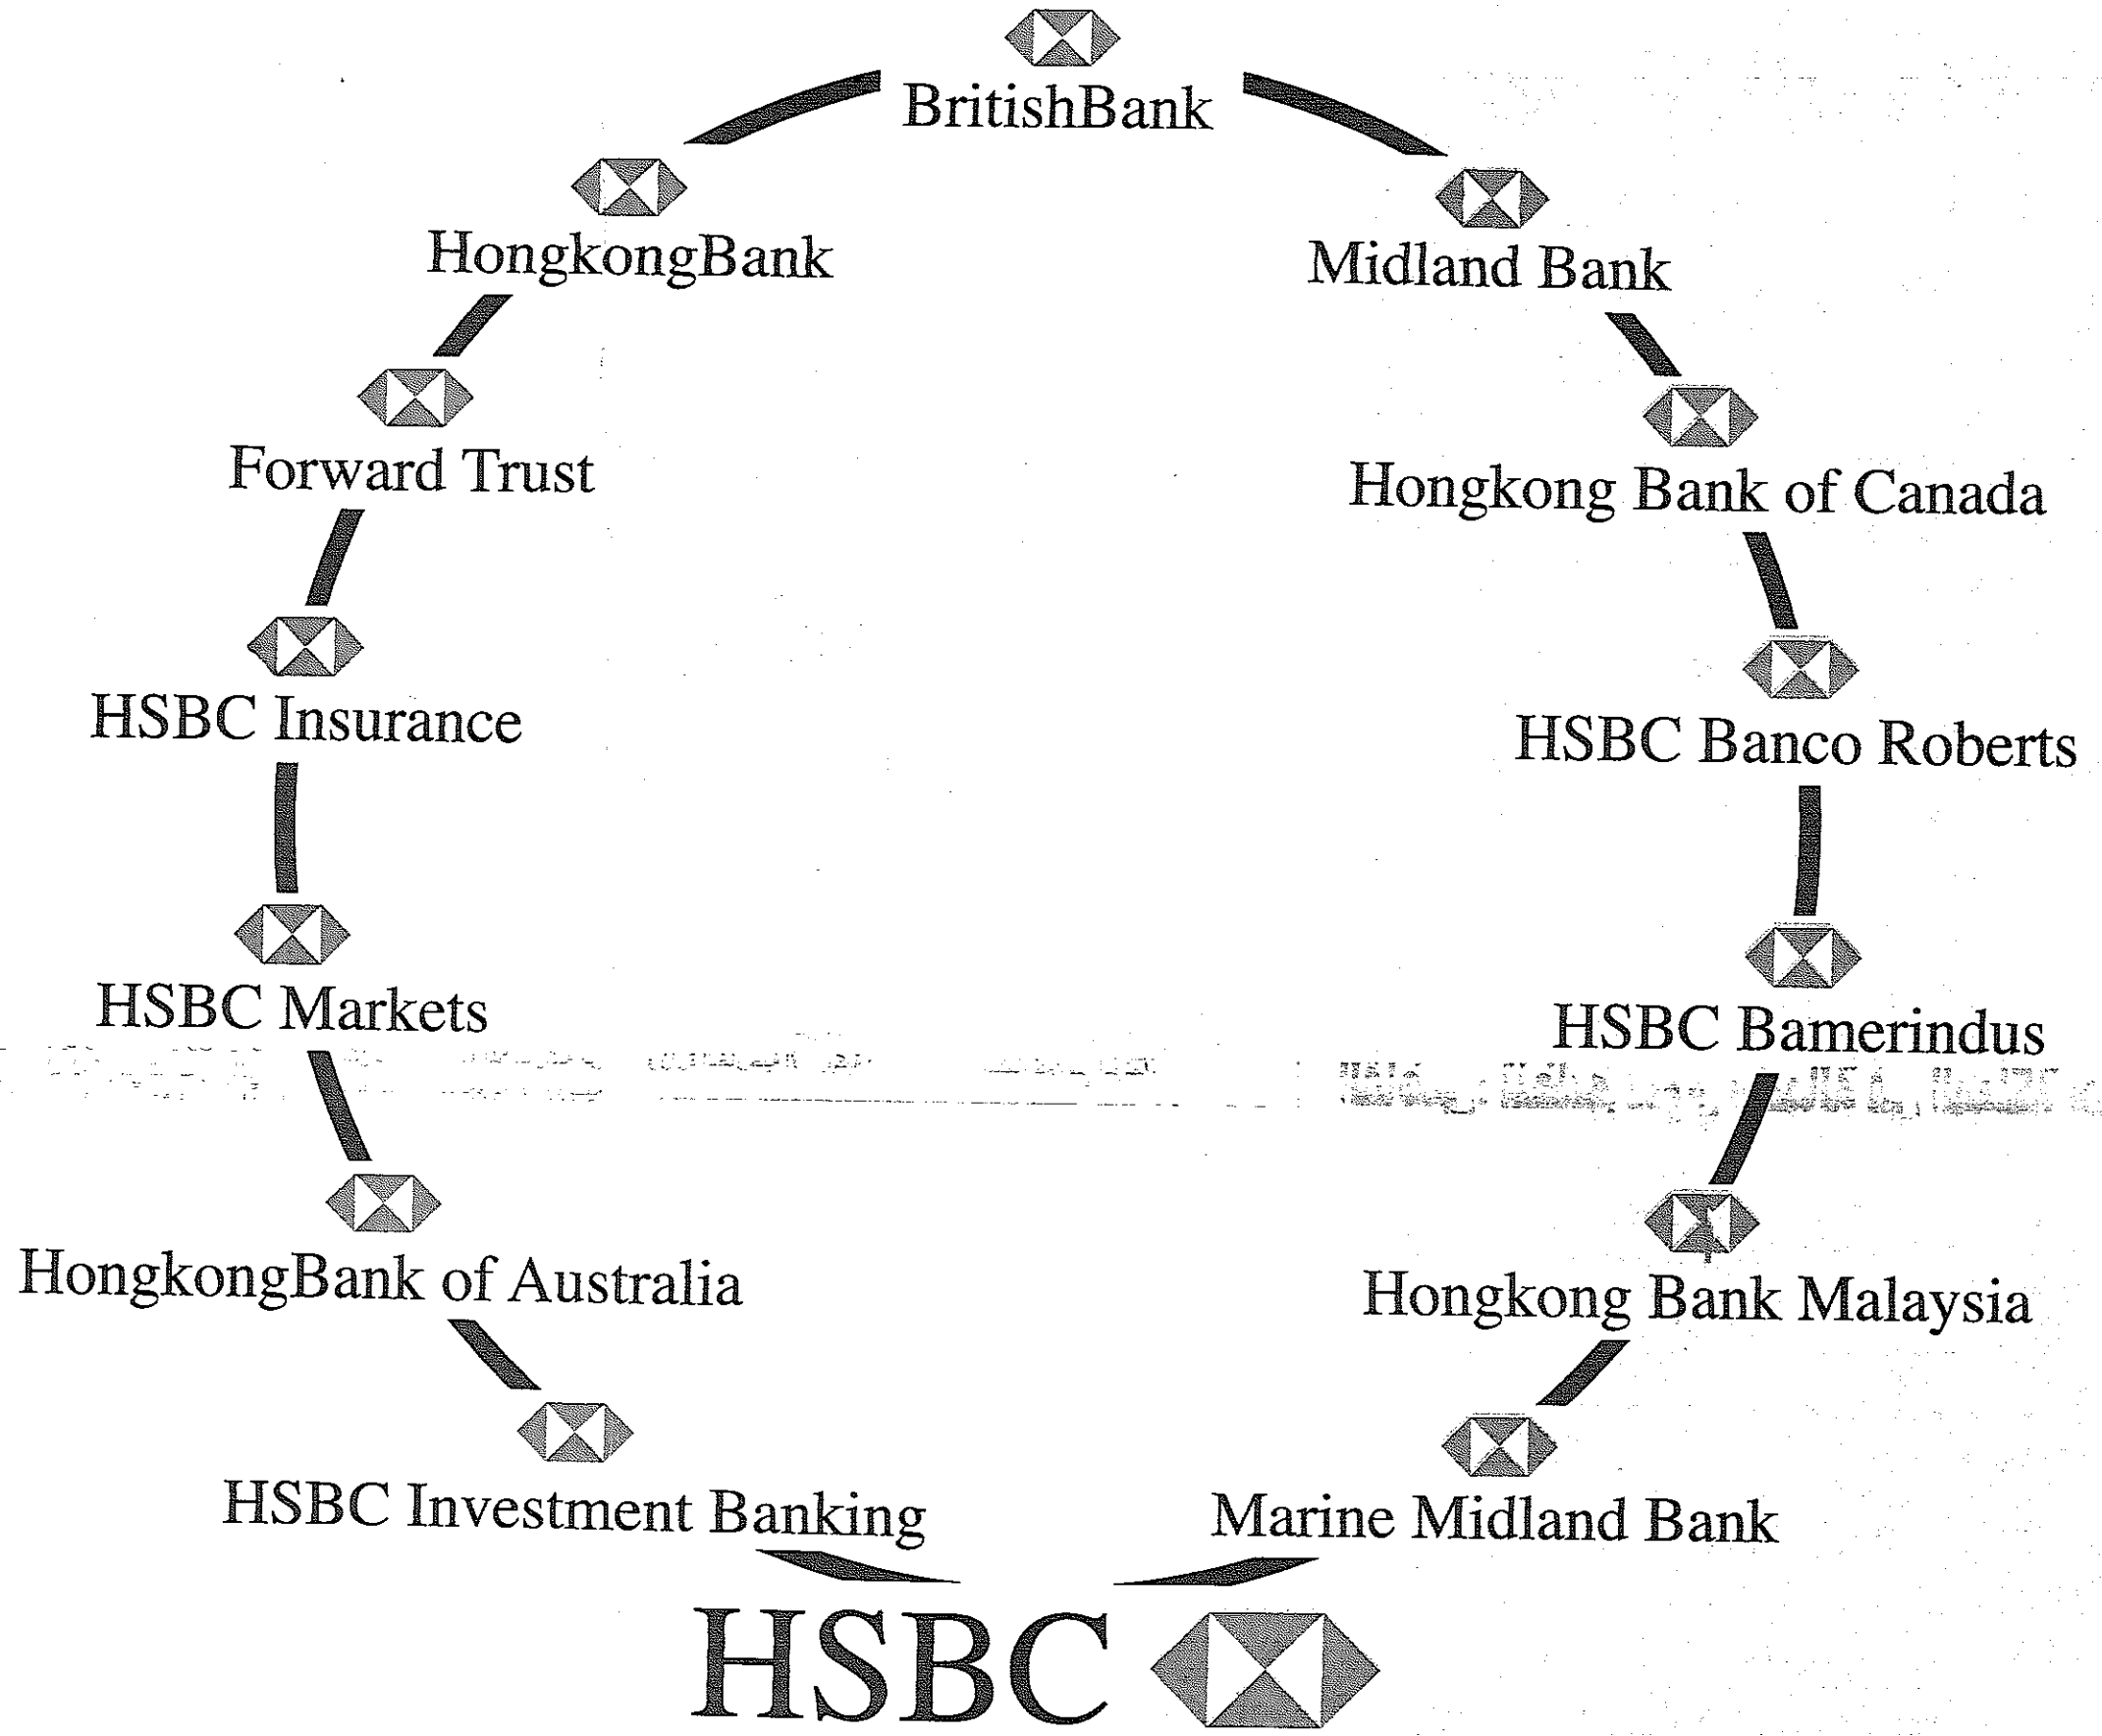 BritishBank
HongkongBank
Midland Bank
Forward Trust
Hongkong Bank of Canada
HSBC Insurance
HSBC Banco Roberts
HSBC Markets
HSBC Bamerindus
HongkongBank of Australia
Hongkong Bank Malaysia
HSBC Investment Banking
Marine Midland Bank
HSBC